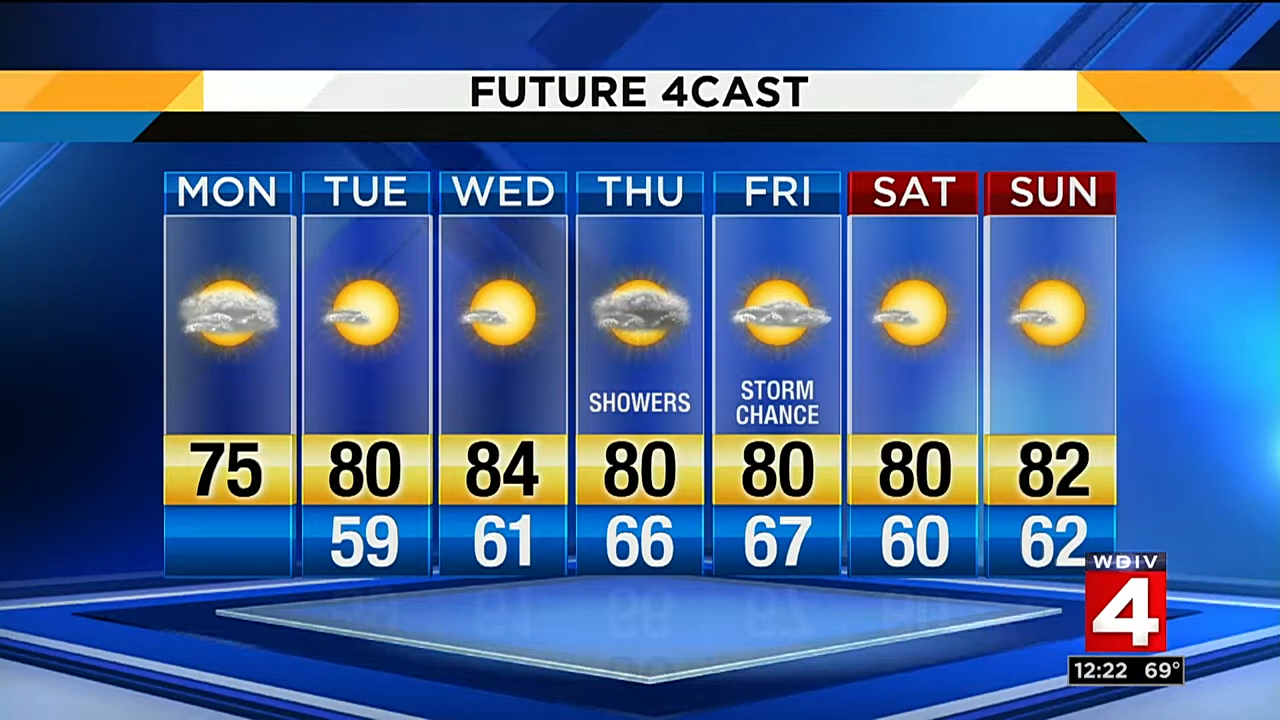 FUTURE 4CAST
MON TUE WED THU FRI SAT SUN
SHOWERS
STORM
CHANCE
75 80 84 80 80 80 82
59 61 66 67 60 62
WDIV
4
12:22 69°